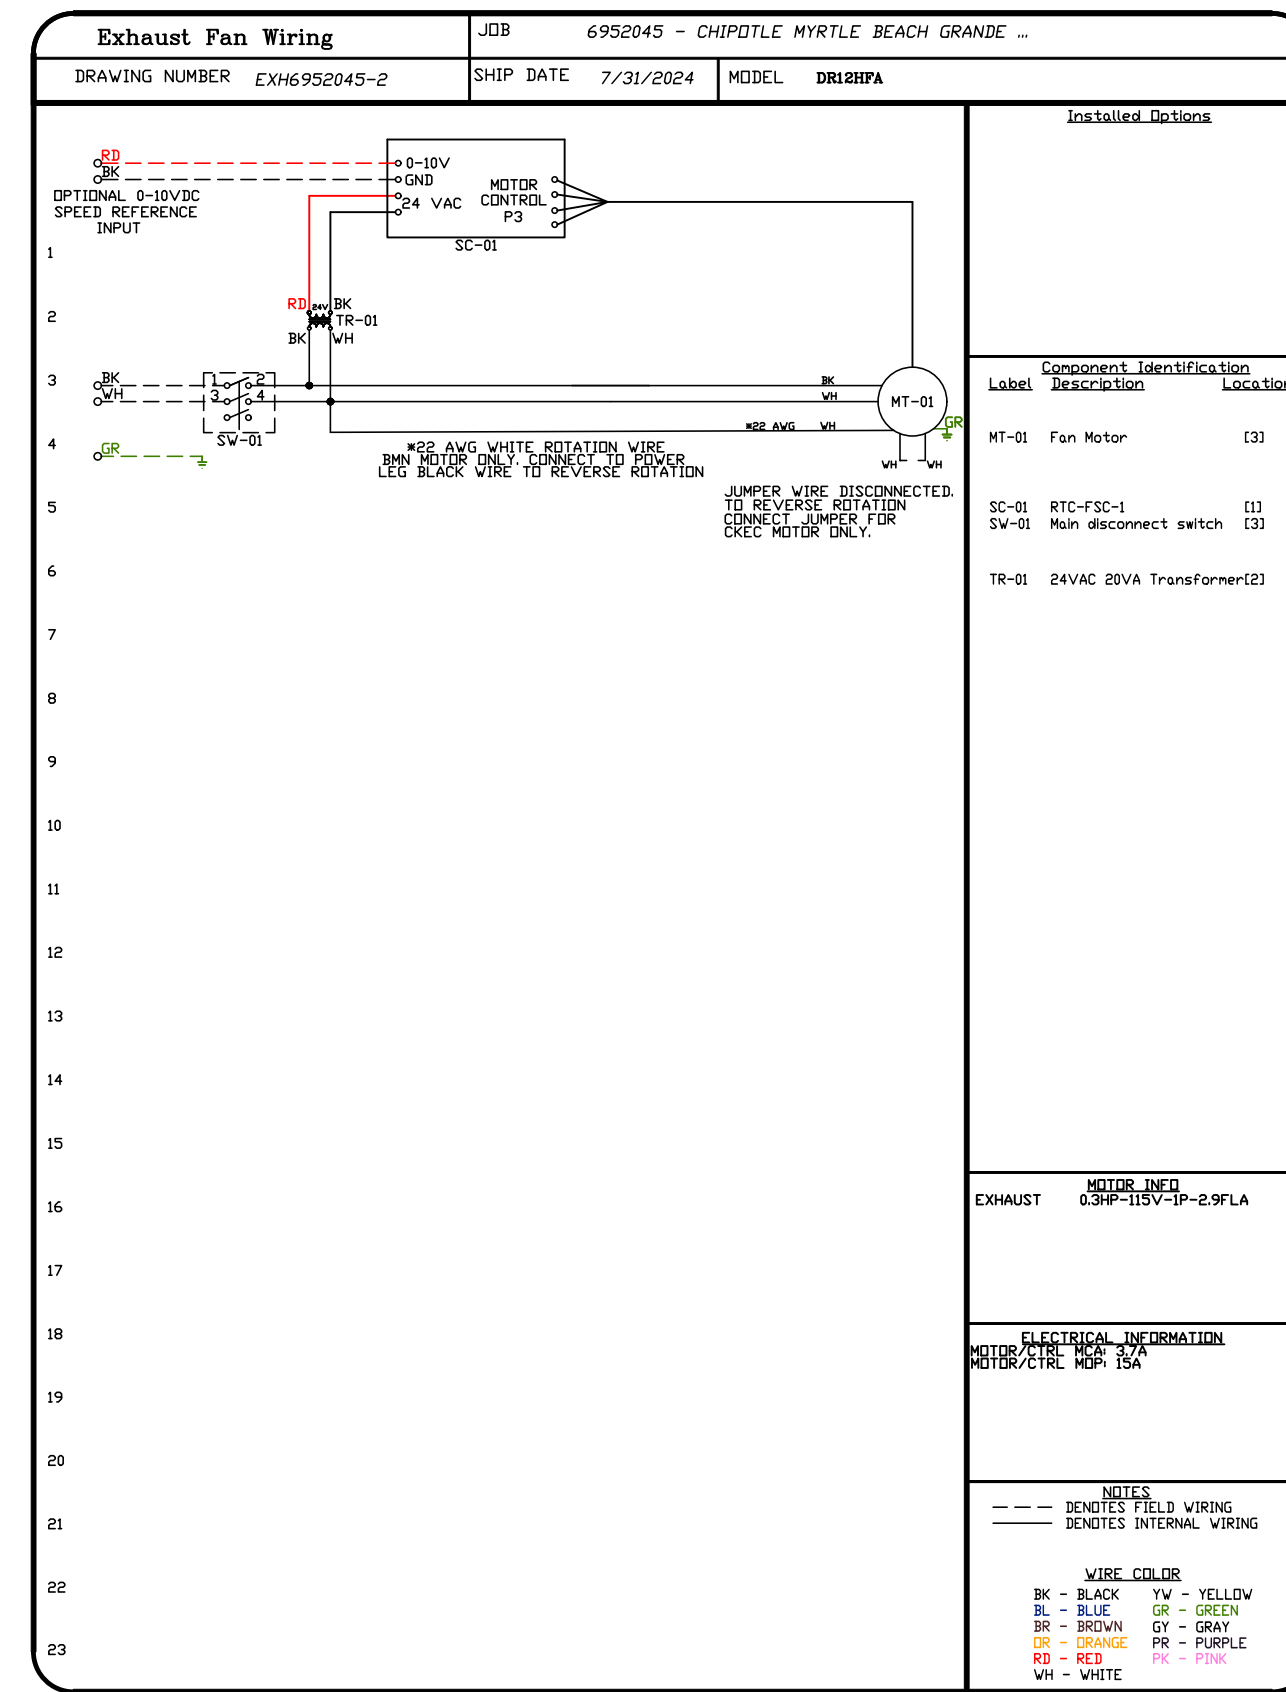 Exhaust Fan Wiring
JOB 6952045 - CHIPOTLE MYRTLE BEACH GRANDE ...
DRAWING NUMBER EXH6952045-2
SHIP DATE 7/31/2024
MODEL DR12HFA
RD
BK
OPTIONAL 0-10VDC
SPEED REFERENCE
INPUT
0-10V
GND
24 VAC
MOTOR
CONTROL
P3
SC-01
RD 24V BK
TR-01
BK WH
BK
WH
1 2
3 4
SW-01
GR
BK
WH
*22 AWG WH
MT-01
GR
WH WH
*22 AWG WHITE ROTATION WIRE
BMN MOTOR ONLY. CONNECT TO POWER
LEG BLACK WIRE TO REVERSE ROTATION
JUMPER WIRE DISCONNECTED.
TO REVERSE ROTATION
CONNECT JUMPER FOR
CKEC MOTOR ONLY.
1
2
3
4
5
6
7
8
9
10
11
12
13
14
15
16
17
18
19
20
21
22
23
Installed Options
Component Identification
Label Description Location
MT-01 Fan Motor [3]
SC-01 RTC-FSC-1 [1]
SW-01 Main disconnect switch [3]
TR-01 24VAC 20VA Transformer[2]
MOTOR INFO
EXHAUST 0.3HP-115V-1P-2.9FLA
ELECTRICAL INFORMATION
MOTOR/CTRL MCA: 3.7A
MOTOR/CTRL MOP: 15A
NOTES
DENOTES FIELD WIRING
DENOTES INTERNAL WIRING
WIRE COLOR
BK - BLACK YW - YELLOW
BL - BLUE GR - GREEN
BR - BROWN GY - GRAY
OR - ORANGE PR - PURPLE
RD - RED PK - PINK
WH - WHITE